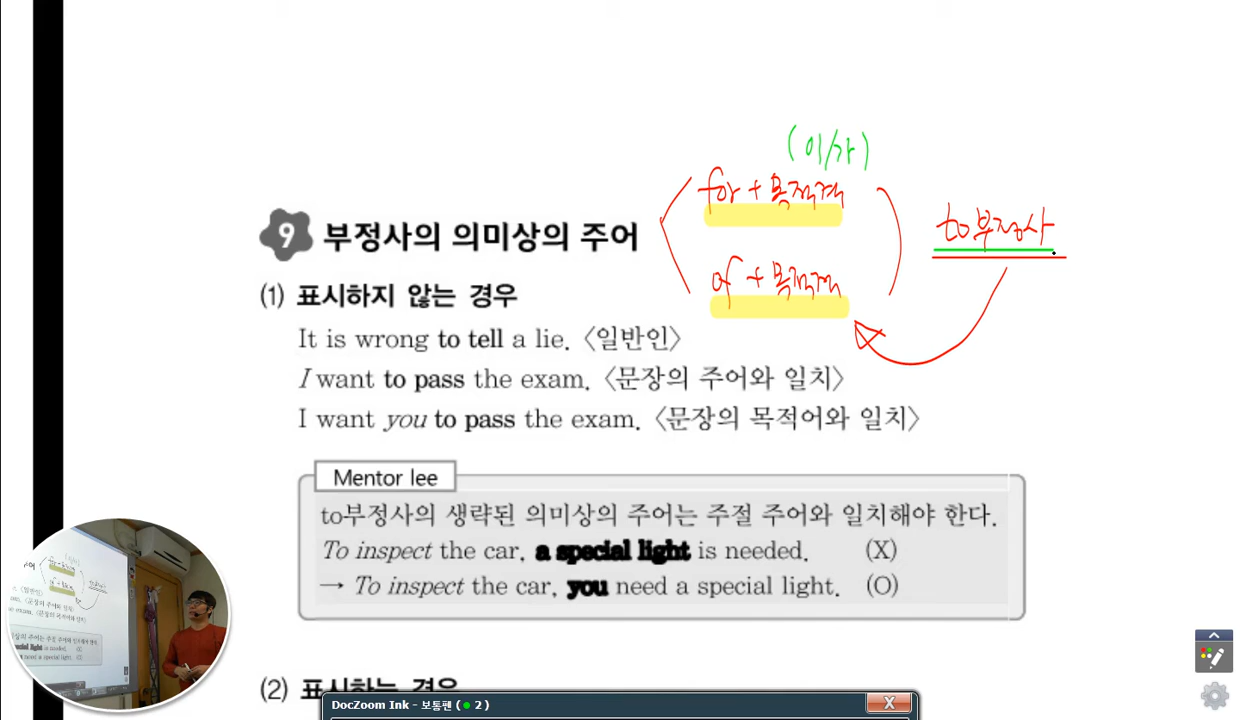 (이/가)
for + 목적격
9 부정사의 의미상의 주어
to부정사
of + 목적격
(1) 표시하지 않는 경우
It is wrong to tell a lie. 〈일반인〉
I want to pass the exam. 〈문장의 주어와 일치〉
I want you to pass the exam. 〈문장의 목적어와 일치〉
Mentor lee
to부정사의 생략된 의미상의 주어는 주절 주어와 일치해야 한다.
To inspect the car, a special light is needed. (X)
→ To inspect the car, you need a special light. (O)
(2) 표시하는 경우
DocZoom Ink - 보통펜 ( 2 ) X